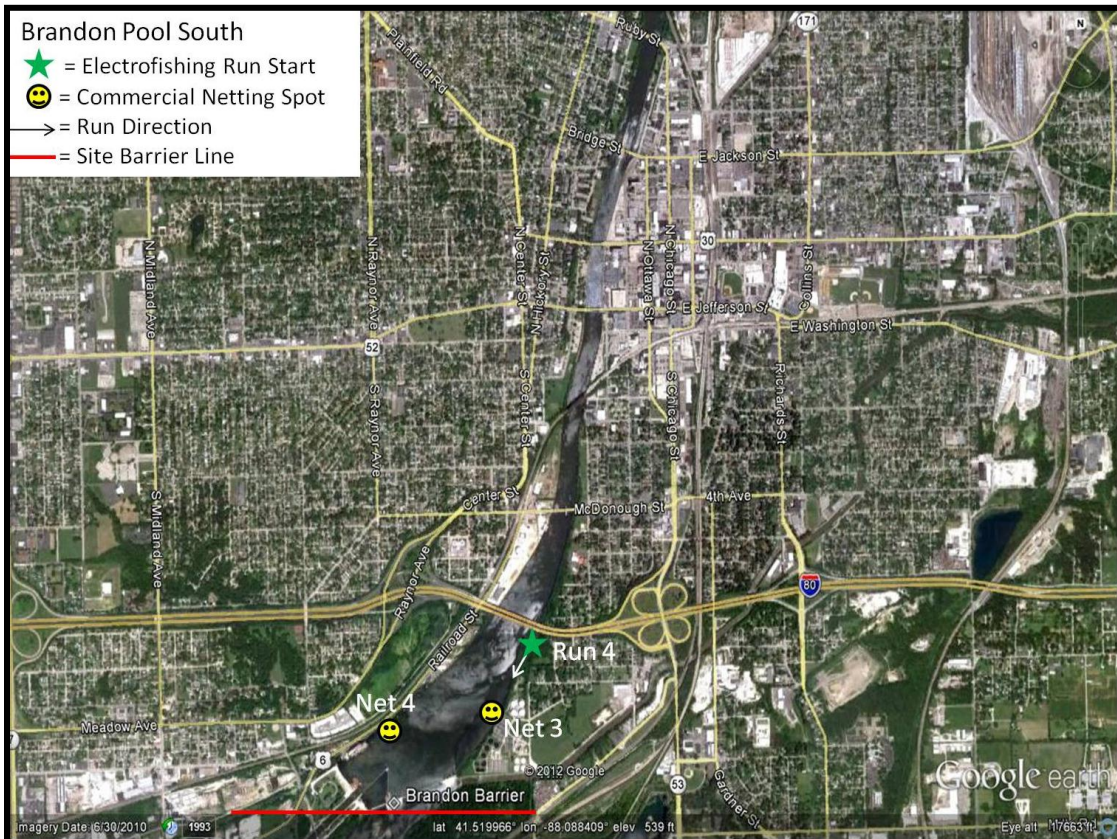 Brandon Pool South
= Electrofishing Run Start
= Commercial Netting Spot
= Run Direction
= Site Barrier Line
Plainfield Rd
Ruby St
171
N
Bridge St
E Jackson St
N Midland Ave
N Raynor Ave
N Center St
N Hickory St
N Ottawa St
N Chicago St
30
Collins St
E Jefferson St
E Washington St
52
S Raynor Ave
S Center St
S Chicago St
Richards St
S Midland Ave
Center St
McDonough St
4th Ave
Raynor Ave
80
Railroad St
Run 4
Net 4
Net 3
Meadow Ave
6
© 2012 Google
53
Gardner St
Brandon Barrier
Google earth
Imagery Date: 6/30/2010
1993
lat 41.519966° lon -88.088409° elev 539 ft
Eye alt 17663 ft